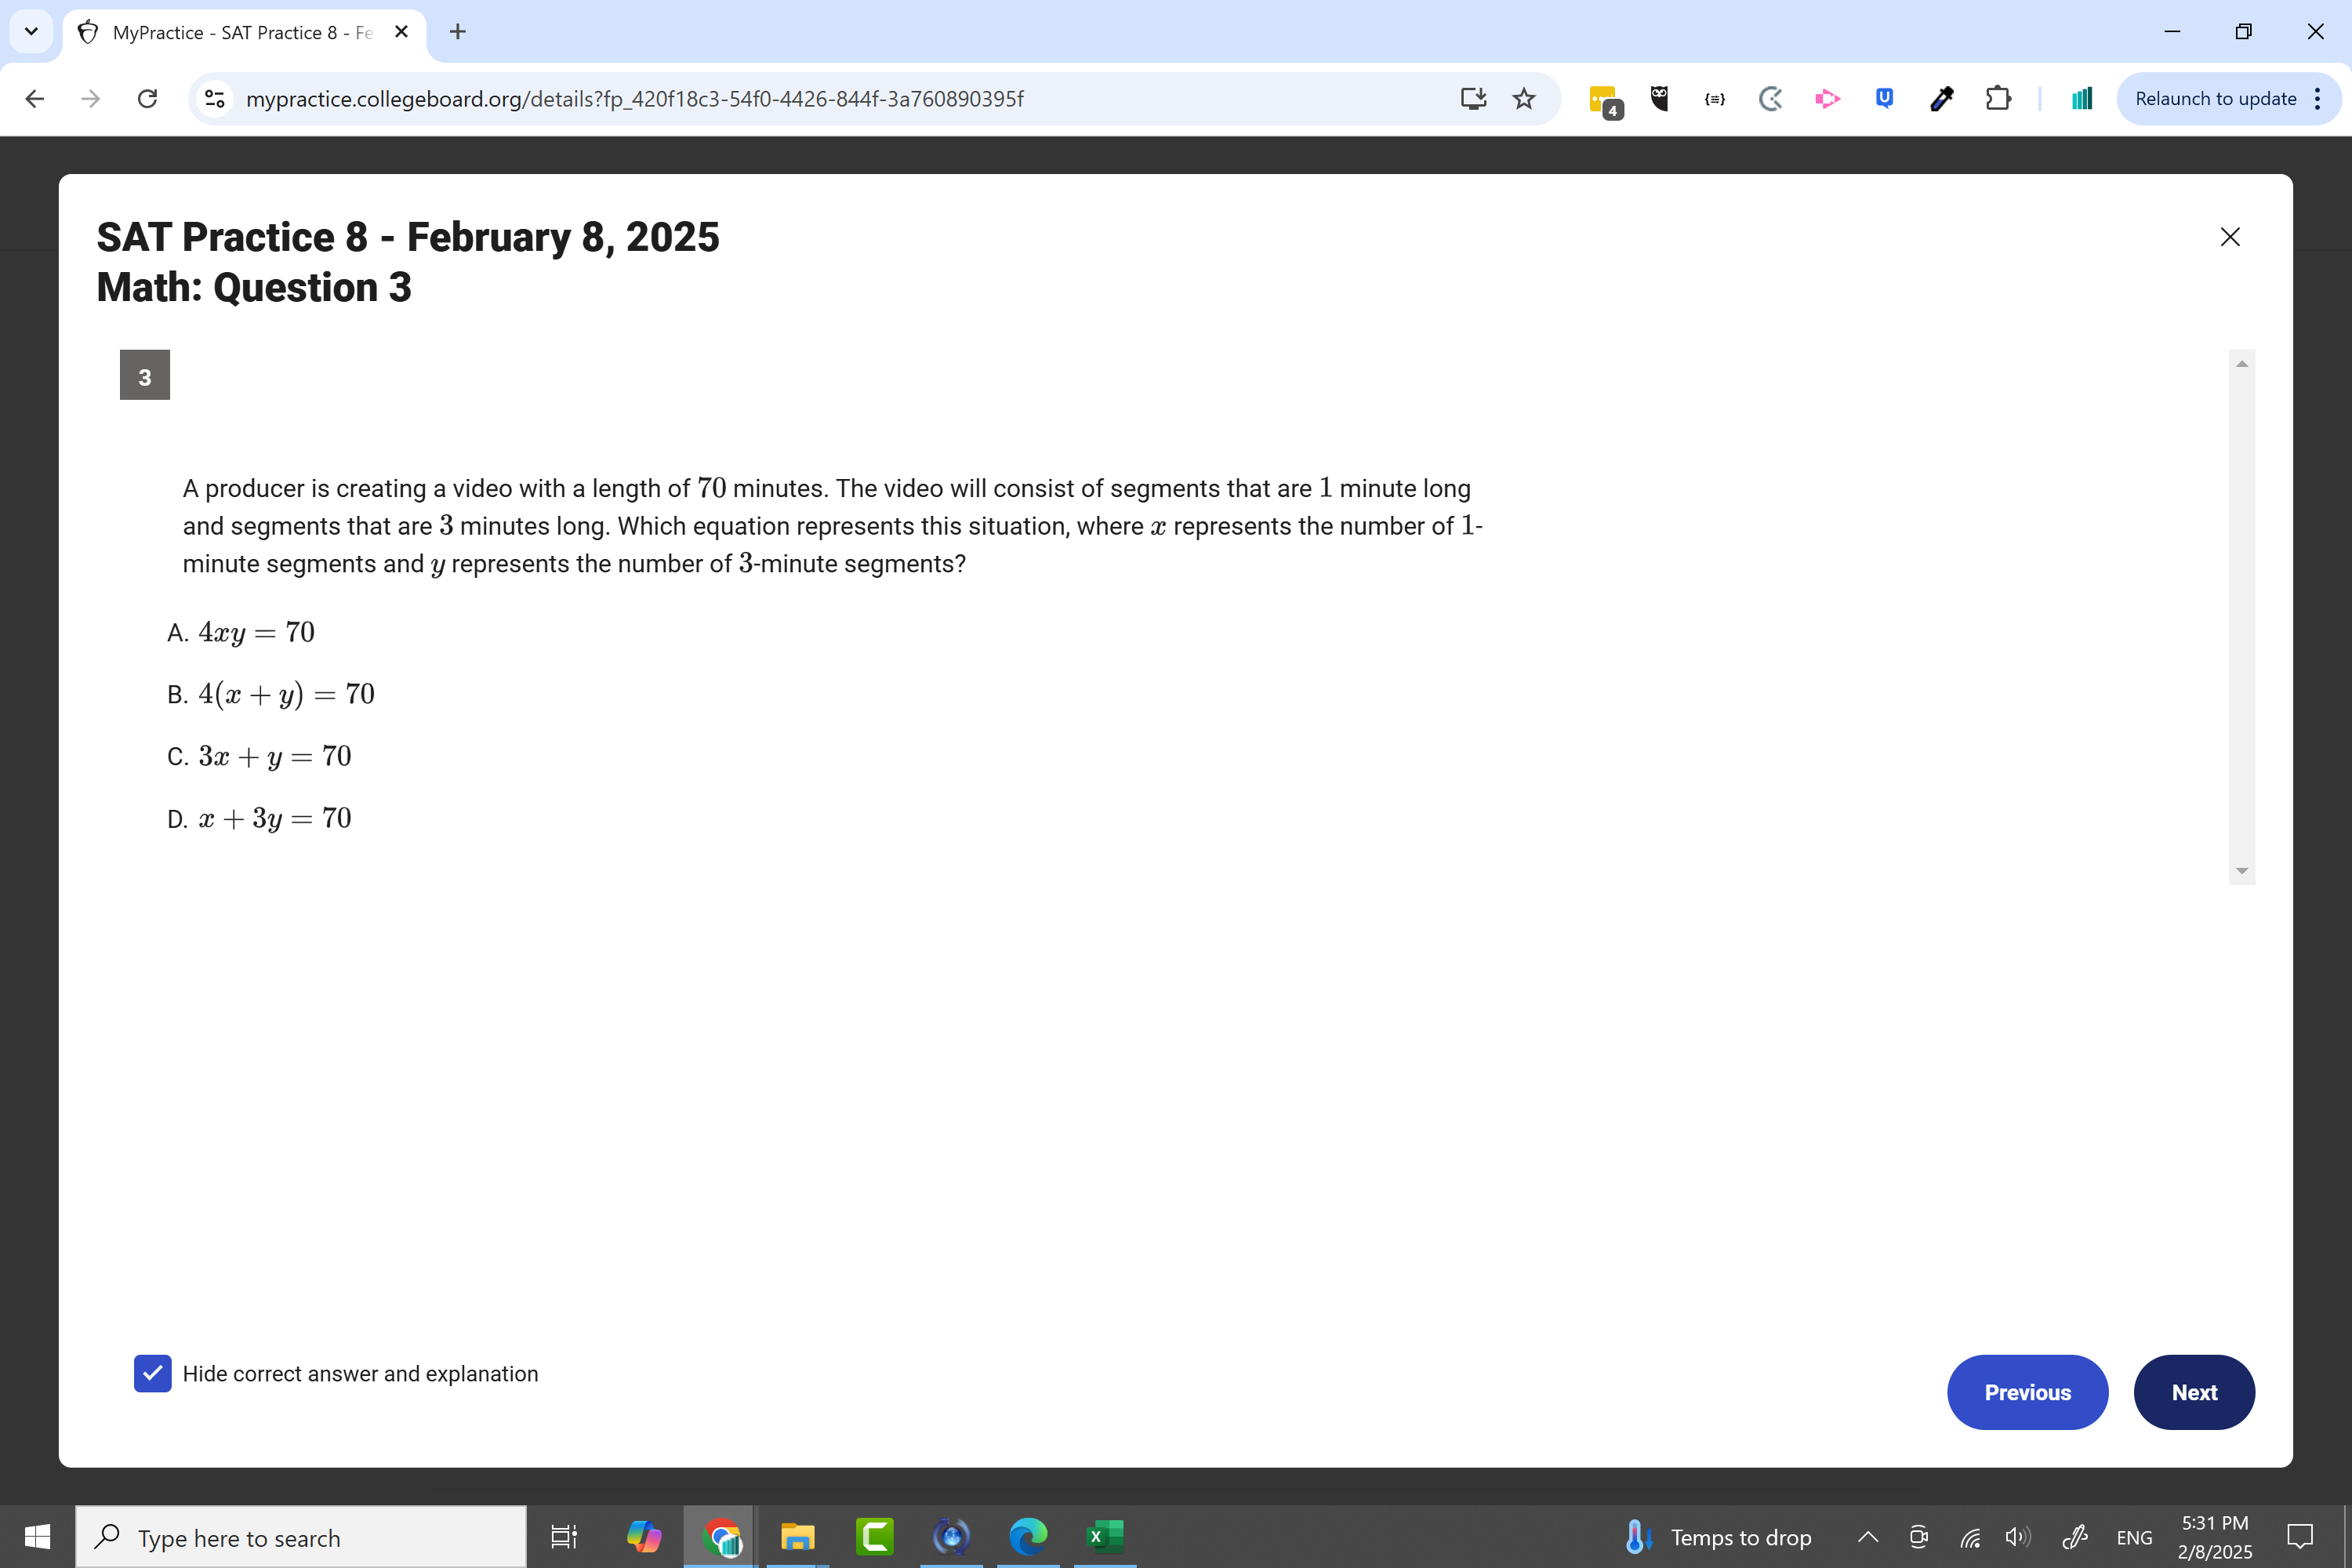 MyPractice - SAT Practice 8 - Fe
mypractice.collegeboard.org/details?fp_420f18c3-54f0-4426-844f-3a760890395f
4
{≡}
U
Relaunch to update
SAT Practice 8 - February 8, 2025
Math: Question 3
3
A producer is creating a video with a length of 70 minutes. The video will consist of segments that are 1 minute long
and segments that are 3 minutes long. Which equation represents this situation, where x represents the number of 1-
minute segments and y represents the number of 3-minute segments?
A. 4xy = 70
B. 4(x + y) = 70
C. 3x + y = 70
D. x + 3y = 70
Hide correct answer and explanation
Previous
Next
Type here to search
Temps to drop
ENG
5:31 PM
2/8/2025